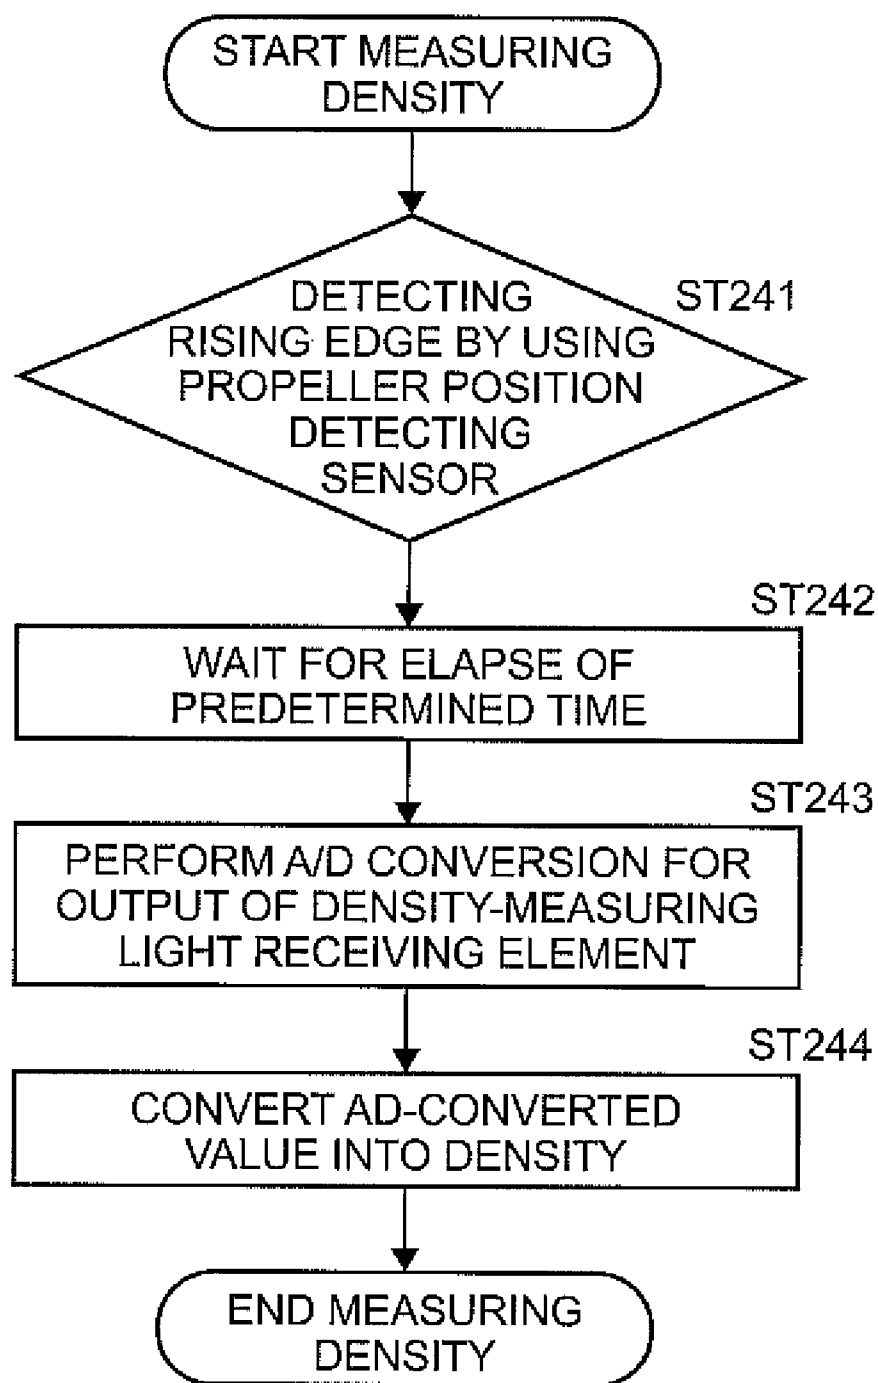 START MEASURING
DENSITY
DETECTING
RISING EDGE BY USING
PROPELLER POSITION
DETECTING
SENSOR
ST241
ST242
WAIT FOR ELAPSE OF
PREDETERMINED TIME
ST243
PERFORM A/D CONVERSION FOR
OUTPUT OF DENSITY-MEASURING
LIGHT RECEIVING ELEMENT
ST244
CONVERT AD-CONVERTED
VALUE INTO DENSITY
END MEASURING
DENSITY